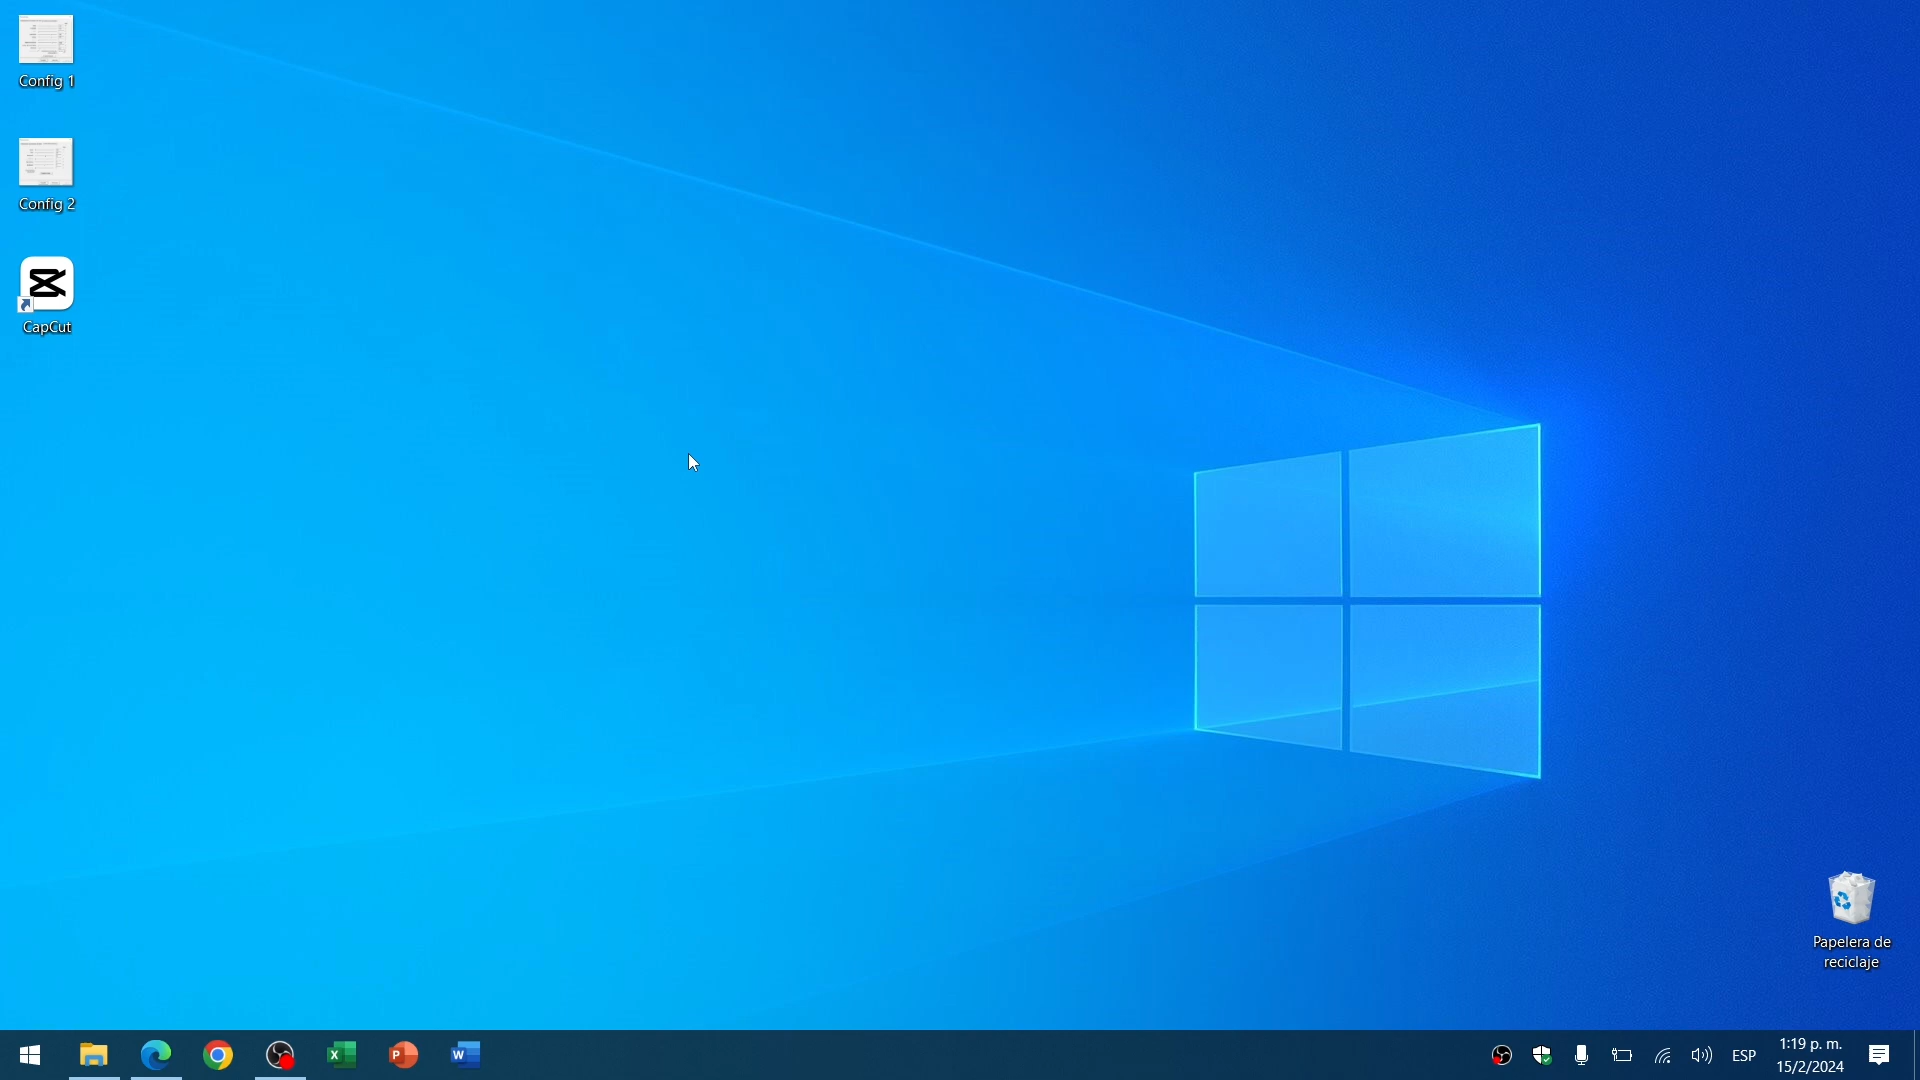 Config 1
Config 2
CapCut
Papelera de
reciclaje
ESP
1:19 p. m.
15/2/2024